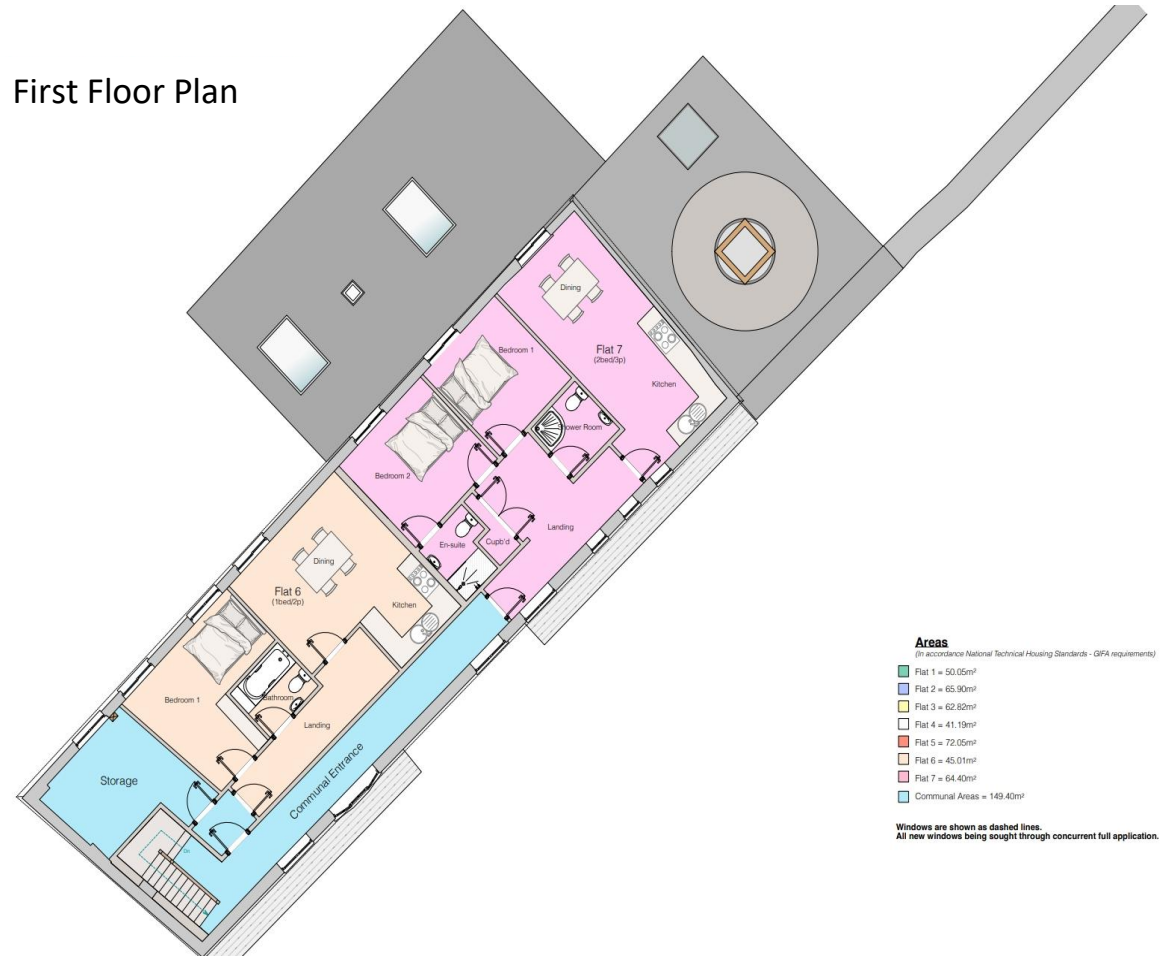 First Floor Plan
Dining
Bedroom 1
Flat 7
(2bed/3p)
Kitchen
Shower Room
Bedroom 2
Landing
En-suite
Cupb'd
Dining
Flat 6
(1bed/2p)
Kitchen
Bathroom
Bedroom 1
Landing
Communal Entrance
Storage
Dn
Areas
(In accordance National Technical Housing Standards - GIFA requirements)
Flat 1 = 50.05m²
Flat 2 = 65.90m²
Flat 3 = 62.82m²
Flat 4 = 41.19m²
Flat 5 = 72.05m²
Flat 6 = 45.01m²
Flat 7 = 64.40m²
Communal Areas = 149.40m²
Windows are shown as dashed lines.
All new windows being sought through concurrent full application.